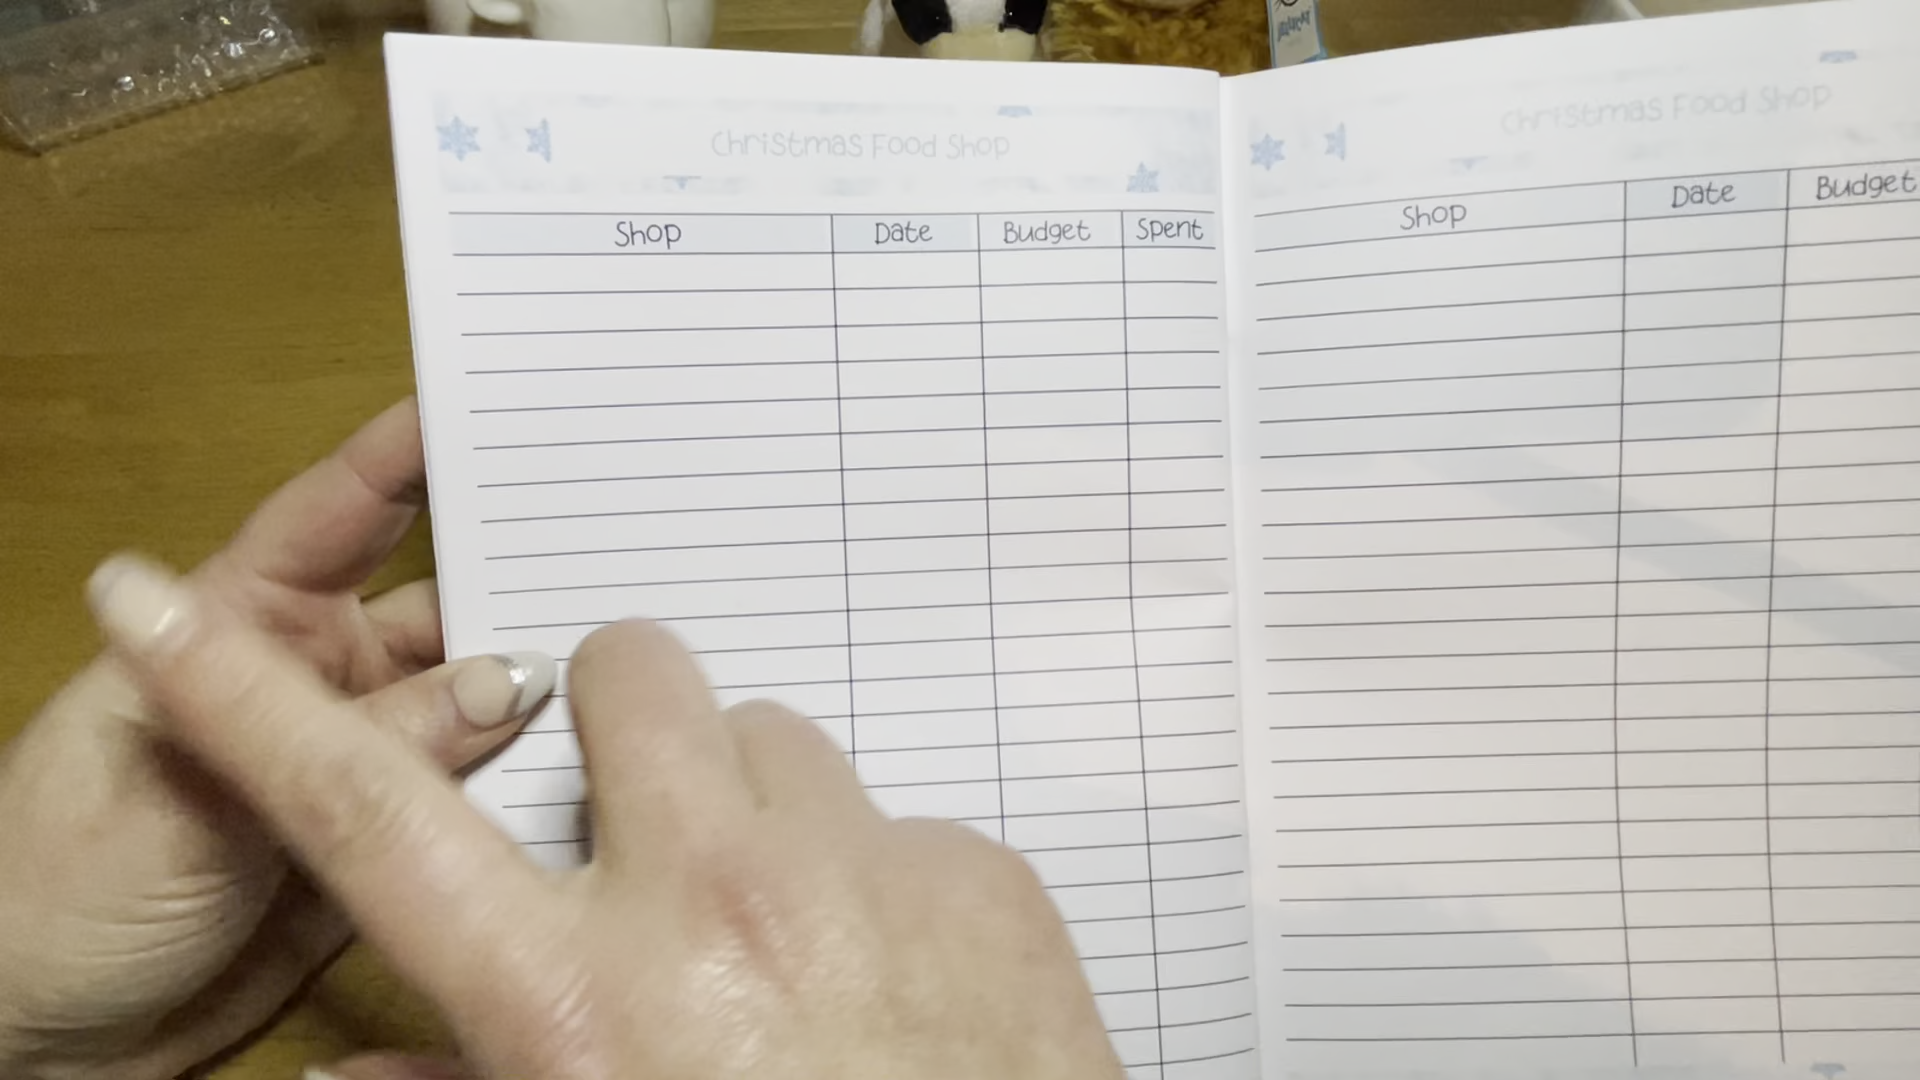 Christmas Food Shop
Shop Date Budget Spent
Christmas Food Shop
Shop Date Budget